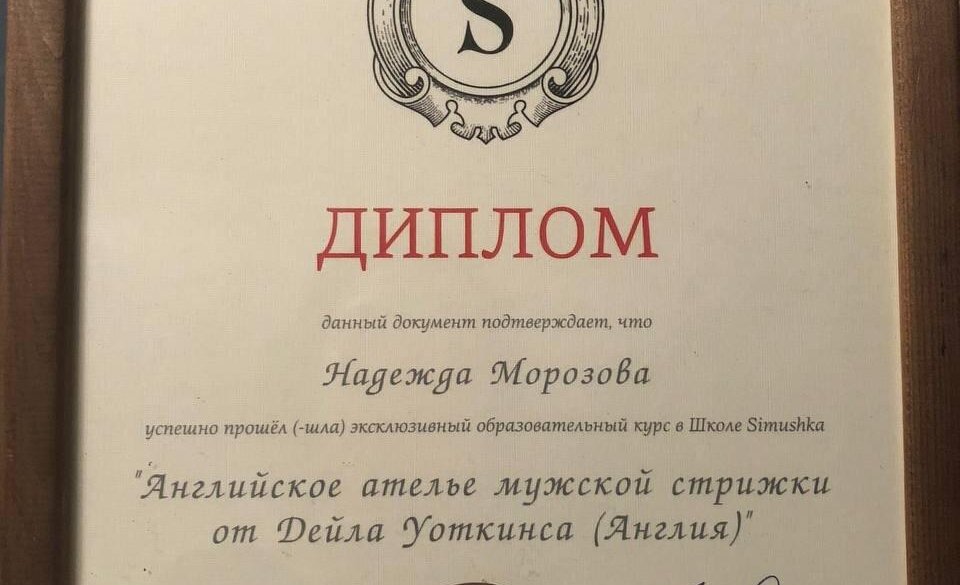 S
ДИПЛОМ
данный документ подтверждает, что
Надежда Морозова
успешно прошёл (-шла) эксклюзивный образовательный курс в Школе Simushka
"Английское ателье мужской стрижки
от Дейла Уоткинса (Англия)"